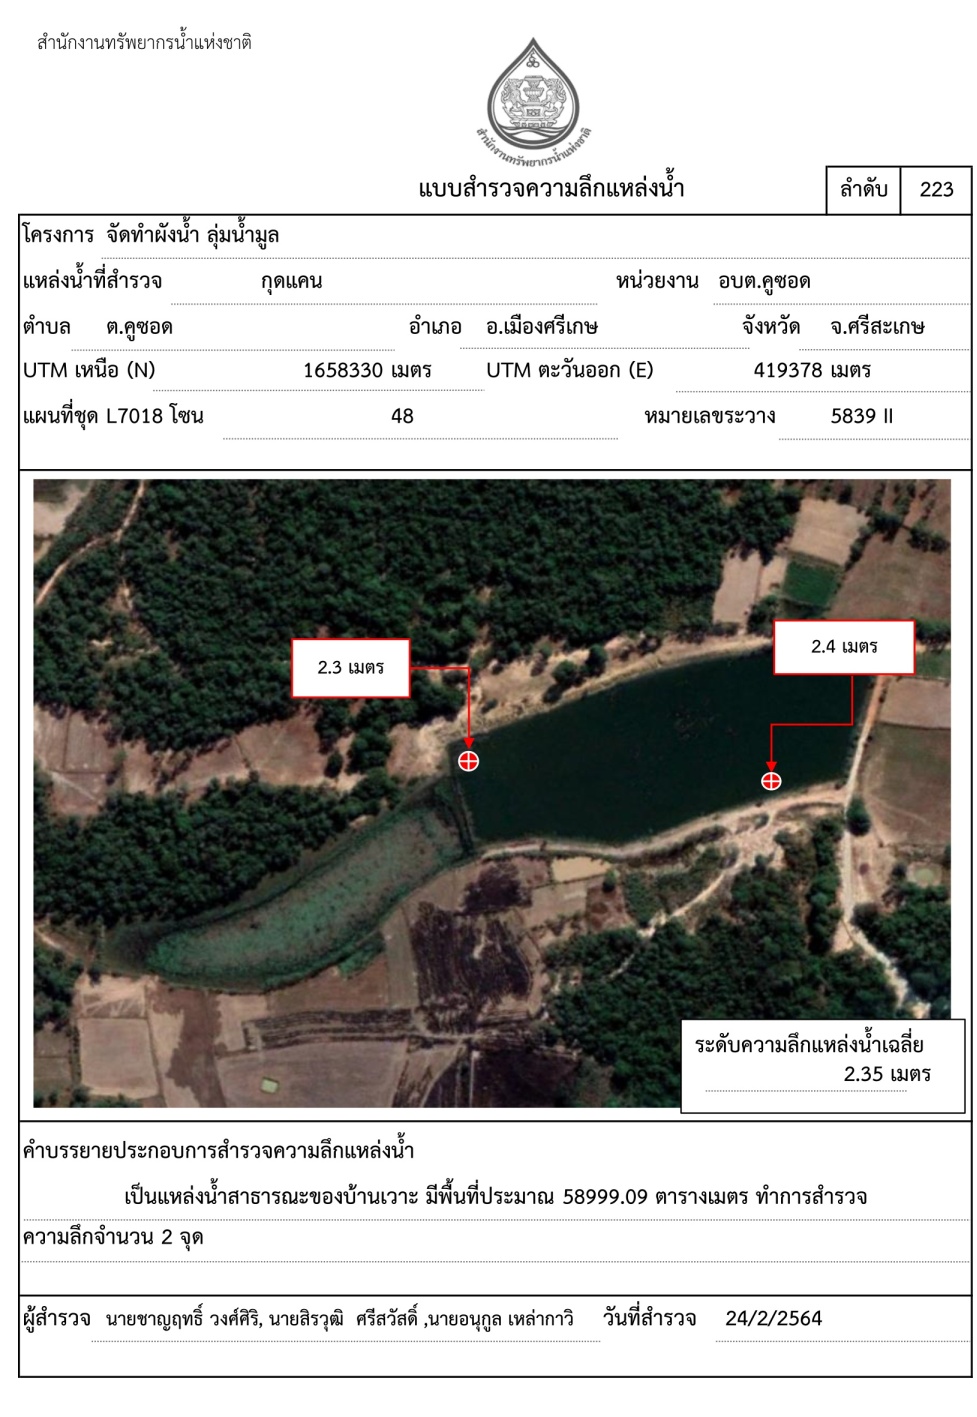 สำนักงานทรัพยากรน้ำแห่งชาติ
สำนักงานทรัพยากรน้ำแห่งชาติ
แบบสำรวจความลึกแหล่งน้ำ ลำดับ 223
โครงการ จัดทำผังน้ำ ลุ่มน้ำมูล
แหล่งน้ำที่สำรวจ กุดแคน หน่วยงาน อบต.คูซอด
ตำบล ต.คูซอด อำเภอ อ.เมืองศรีเกษ จังหวัด จ.ศรีสะเกษ
UTM เหนือ (N) 1658330 เมตร UTM ตะวันออก (E) 419378 เมตร
แผนที่ชุด L7018 โซน 48 หมายเลขระวาง 5839 II
2.4 เมตร
2.3 เมตร
ระดับความลึกแหล่งน้ำเฉลี่ย
2.35 เมตร
คำบรรยายประกอบการสำรวจความลึกแหล่งน้ำ
เป็นแหล่งน้ำสาธารณะของบ้านเวาะ มีพื้นที่ประมาณ 58999.09 ตารางเมตร ทำการสำรวจ
ความลึกจำนวน 2 จุด
ผู้สำรวจ นายชาญฤทธิ์ วงศ์ศิริ, นายสิรวุฒิ ศรีสวัสดิ์ ,นายอนุกูล เหล่ากาวิ วันที่สำรวจ 24/2/2564